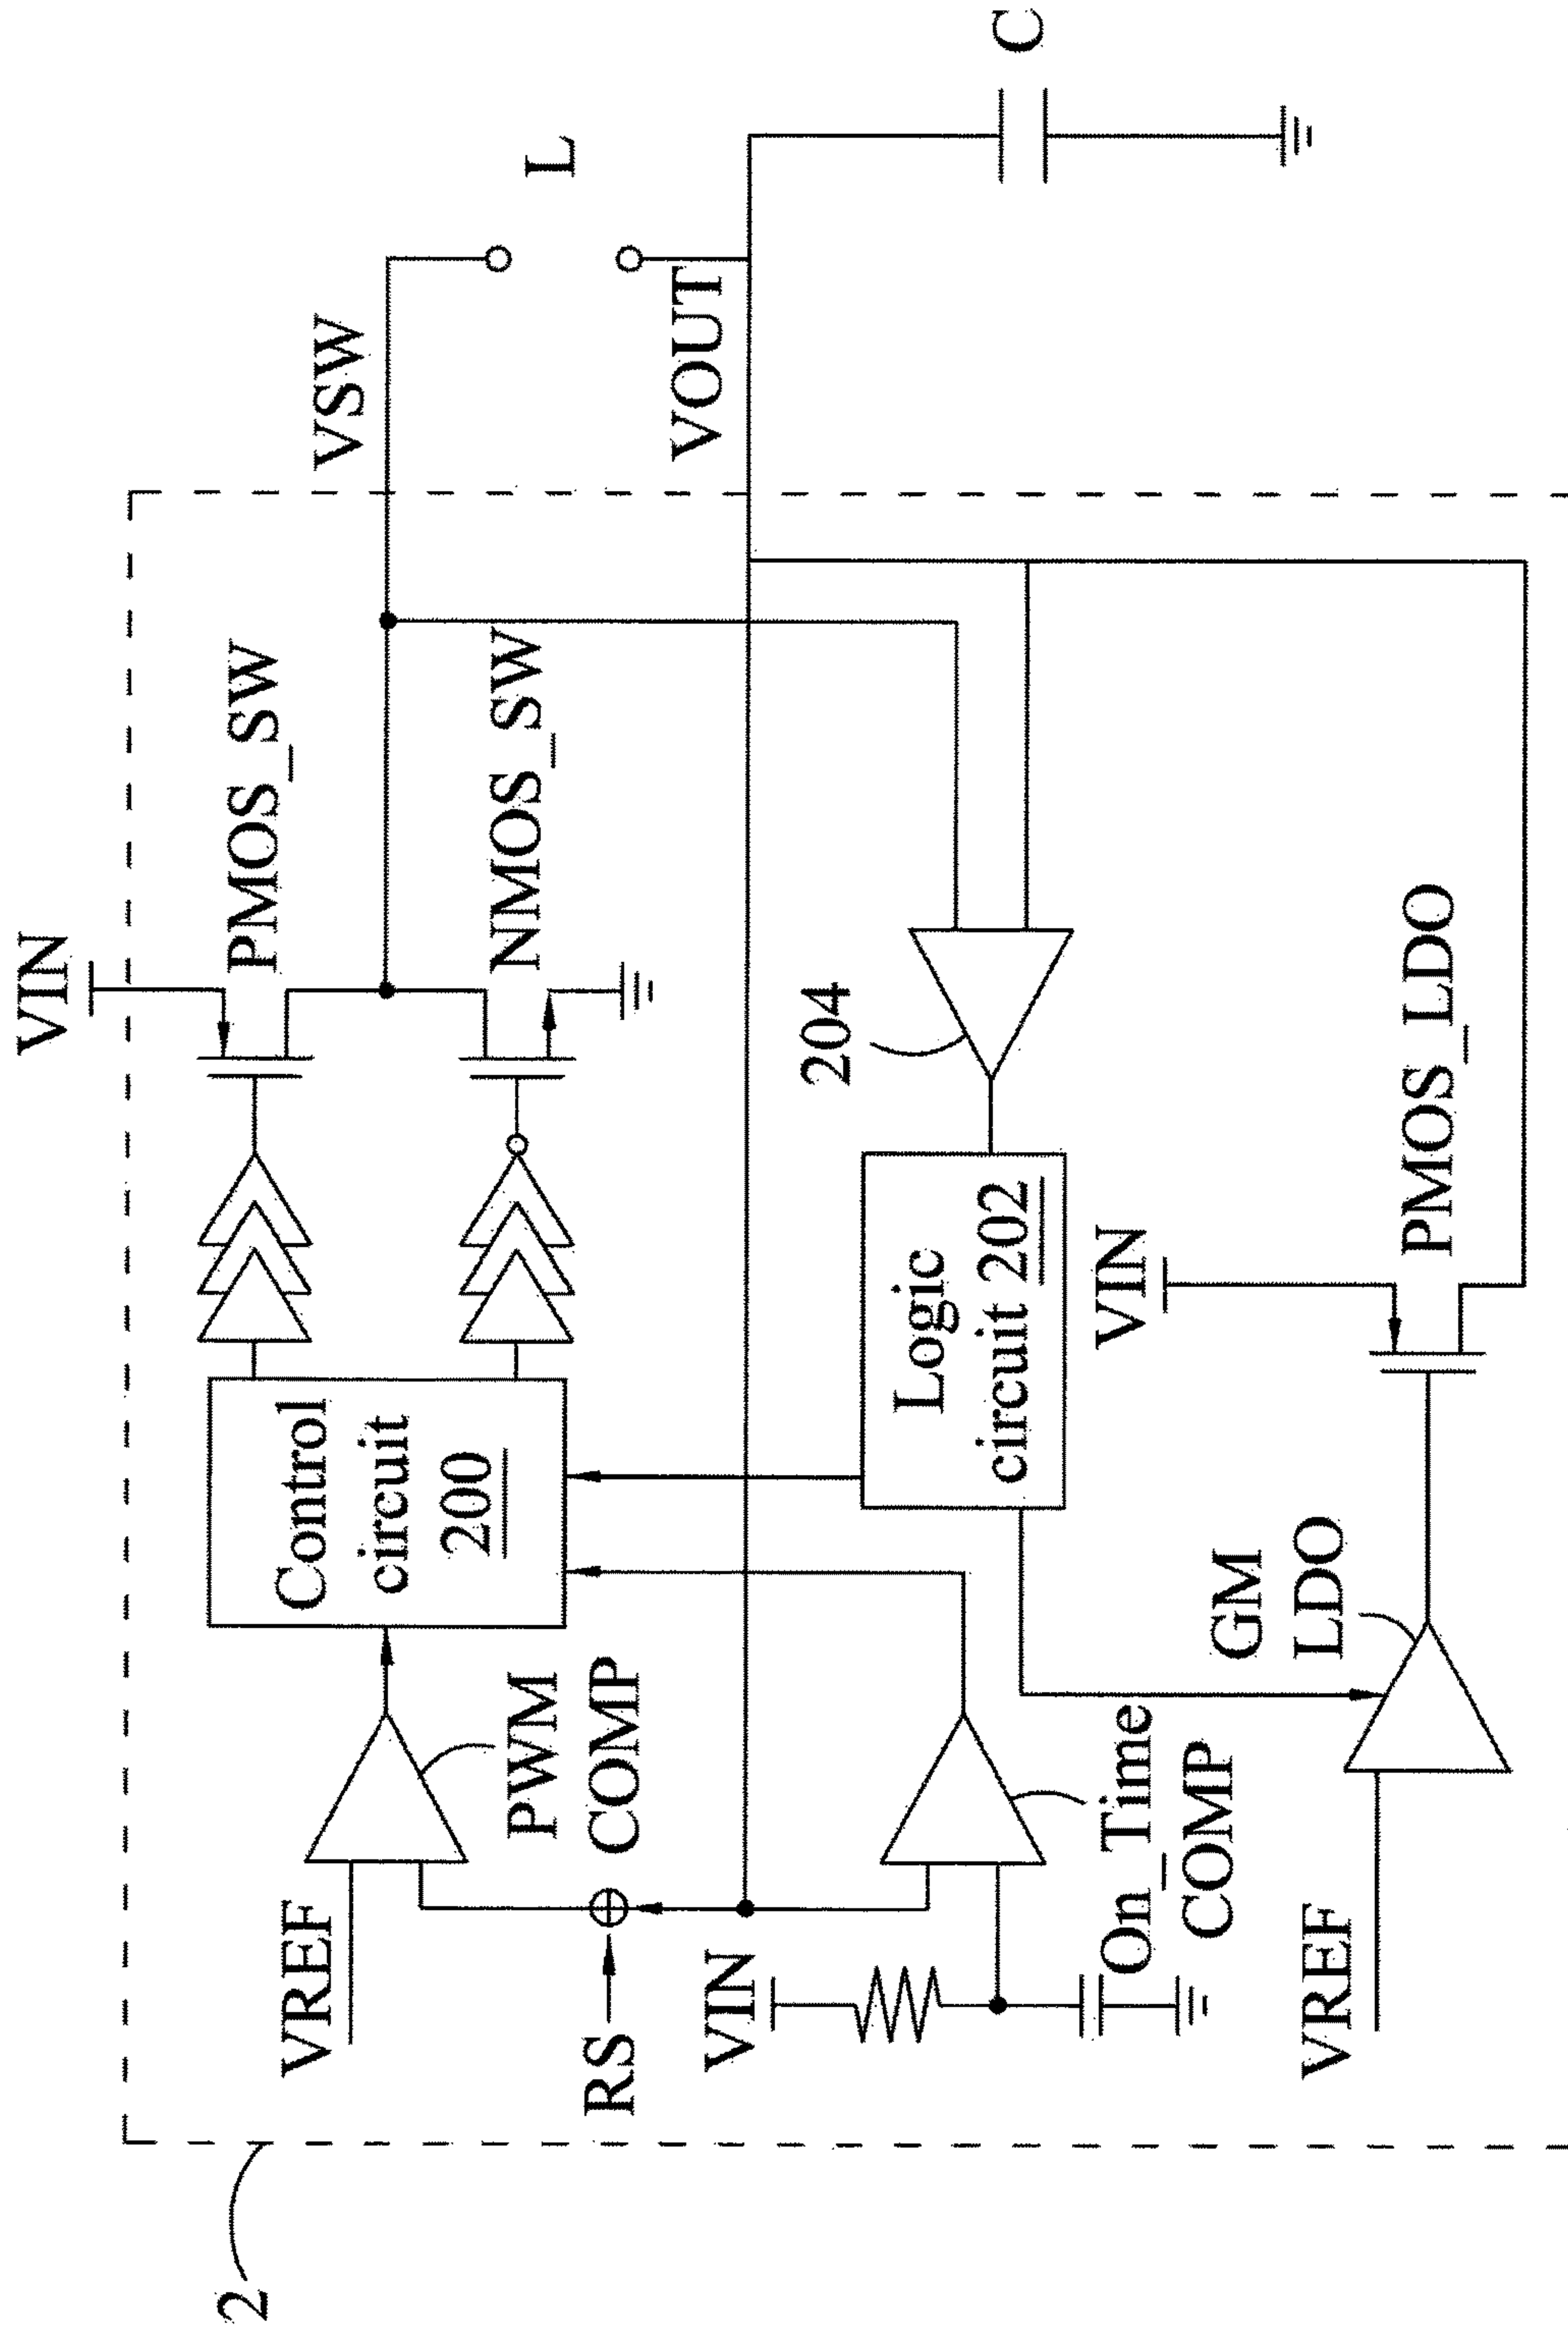 VIN
PMOS_SW
VSW
L
Control
circuit
200
NMOS_SW
VREF
PWM
COMP
RS
VOUT
VIN
204
Logic
circuit 202
C
On_Time
COMP
VIN
GM
LDO
PMOS_LDO
VREF
2